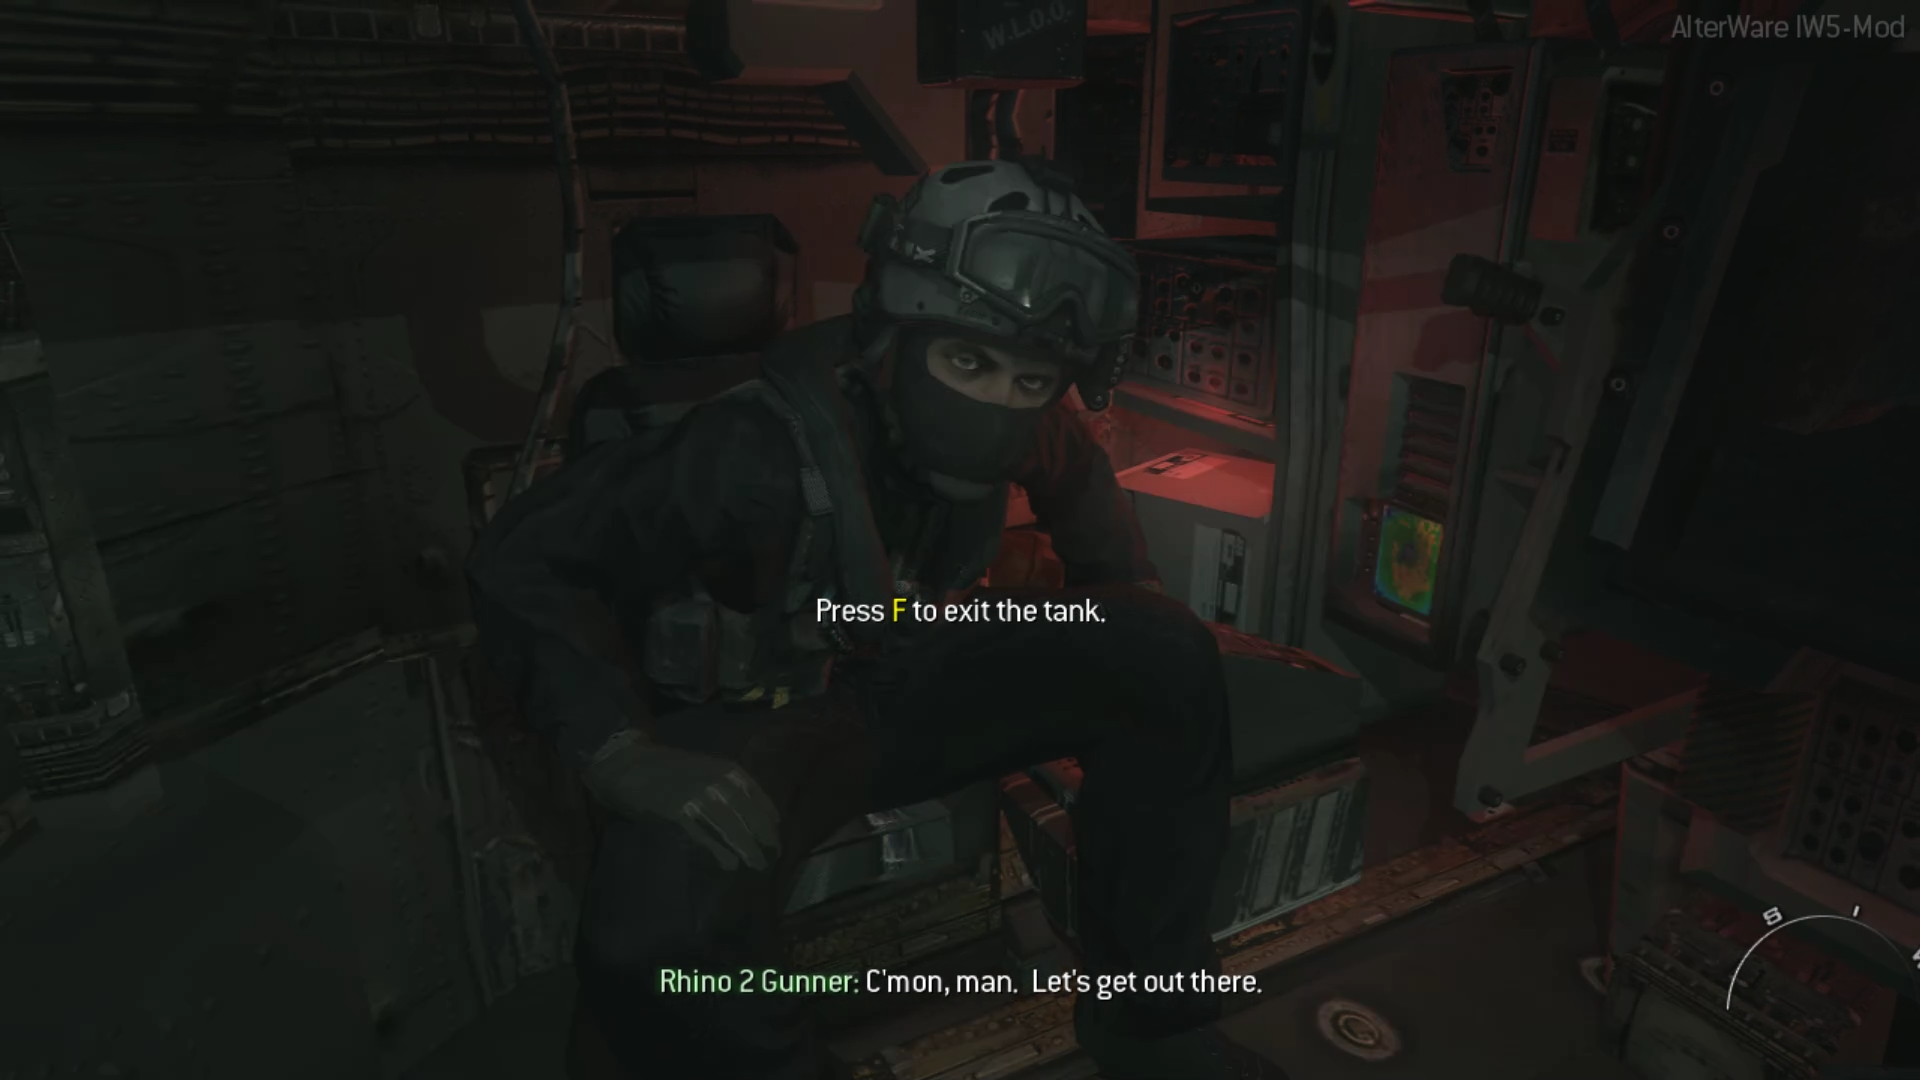 W.L.O.U.
AlterWare IW5-Mod
Press F to exit the tank.
S
Rhino 2 Gunner: C'mon, man. Let's get out there.